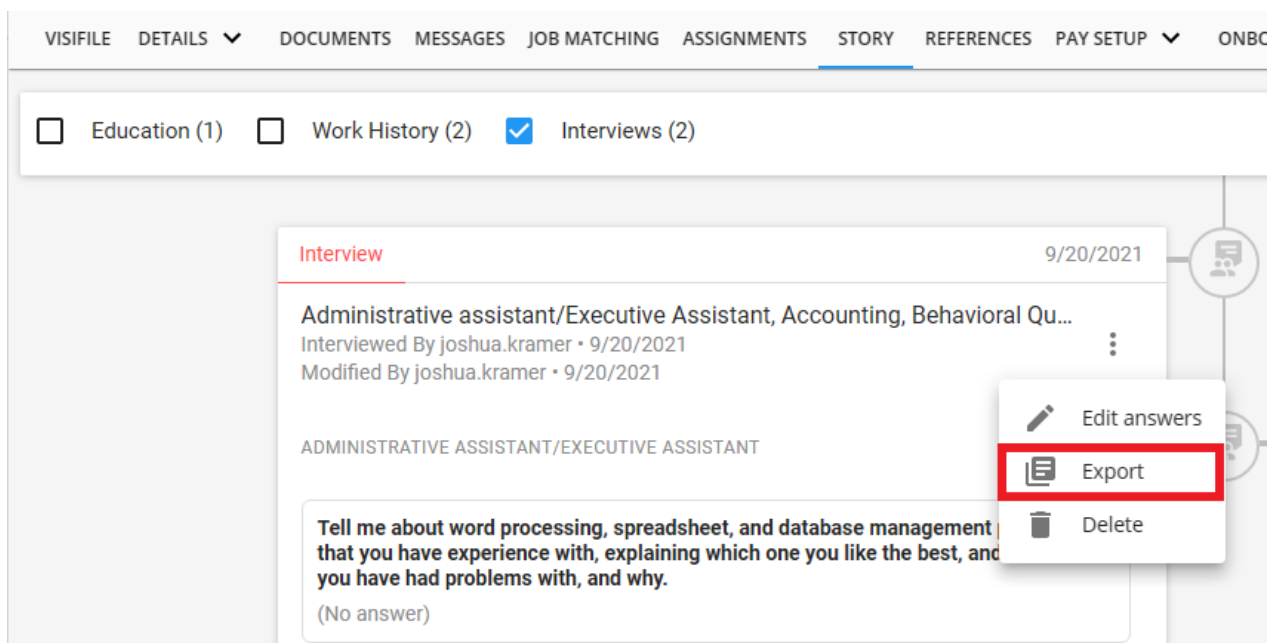 VISIFILE DETAILS DOCUMENTS MESSAGES JOB MATCHING ASSIGNMENTS STORY REFERENCES PAY SETUP
Education (1) Work History (2) Interviews (2)
Interview 9/20/2021
Administrative assistant/Executive Assistant, Accounting, Behavioral Qu...
Interviewed By joshua.kramer • 9/20/2021
Modified By joshua.kramer • 9/20/2021
Edit answers
ADMINISTRATIVE ASSISTANT/EXECUTIVE ASSISTANT
Export
Delete
Tell me about word processing, spreadsheet, and database management
that you have experience with, explaining which one you like the best, and
you have had problems with, and why.
(No answer)